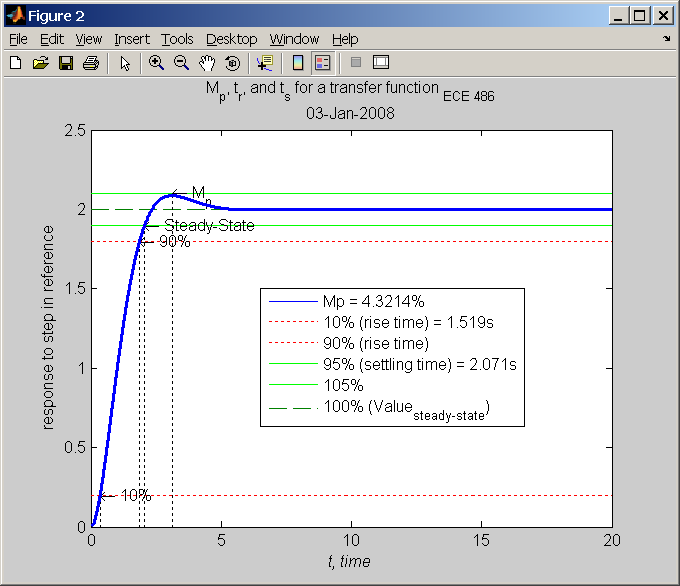 Figure 2
File Edit View Insert Tools Desktop Window Help
Mp, tr, and ts for a transfer function ECE 486
03-Jan-2008
response to step in reference
2.5
2
1.5
1
0.5
0
Mp
Steady-State
90%
10%
Mp = 4.3214%
10% (rise time) = 1.519s
90% (rise time)
95% (settling time) = 2.071s
105%
100% (Valuesteady-state)
0 5 10 15 20
t, time